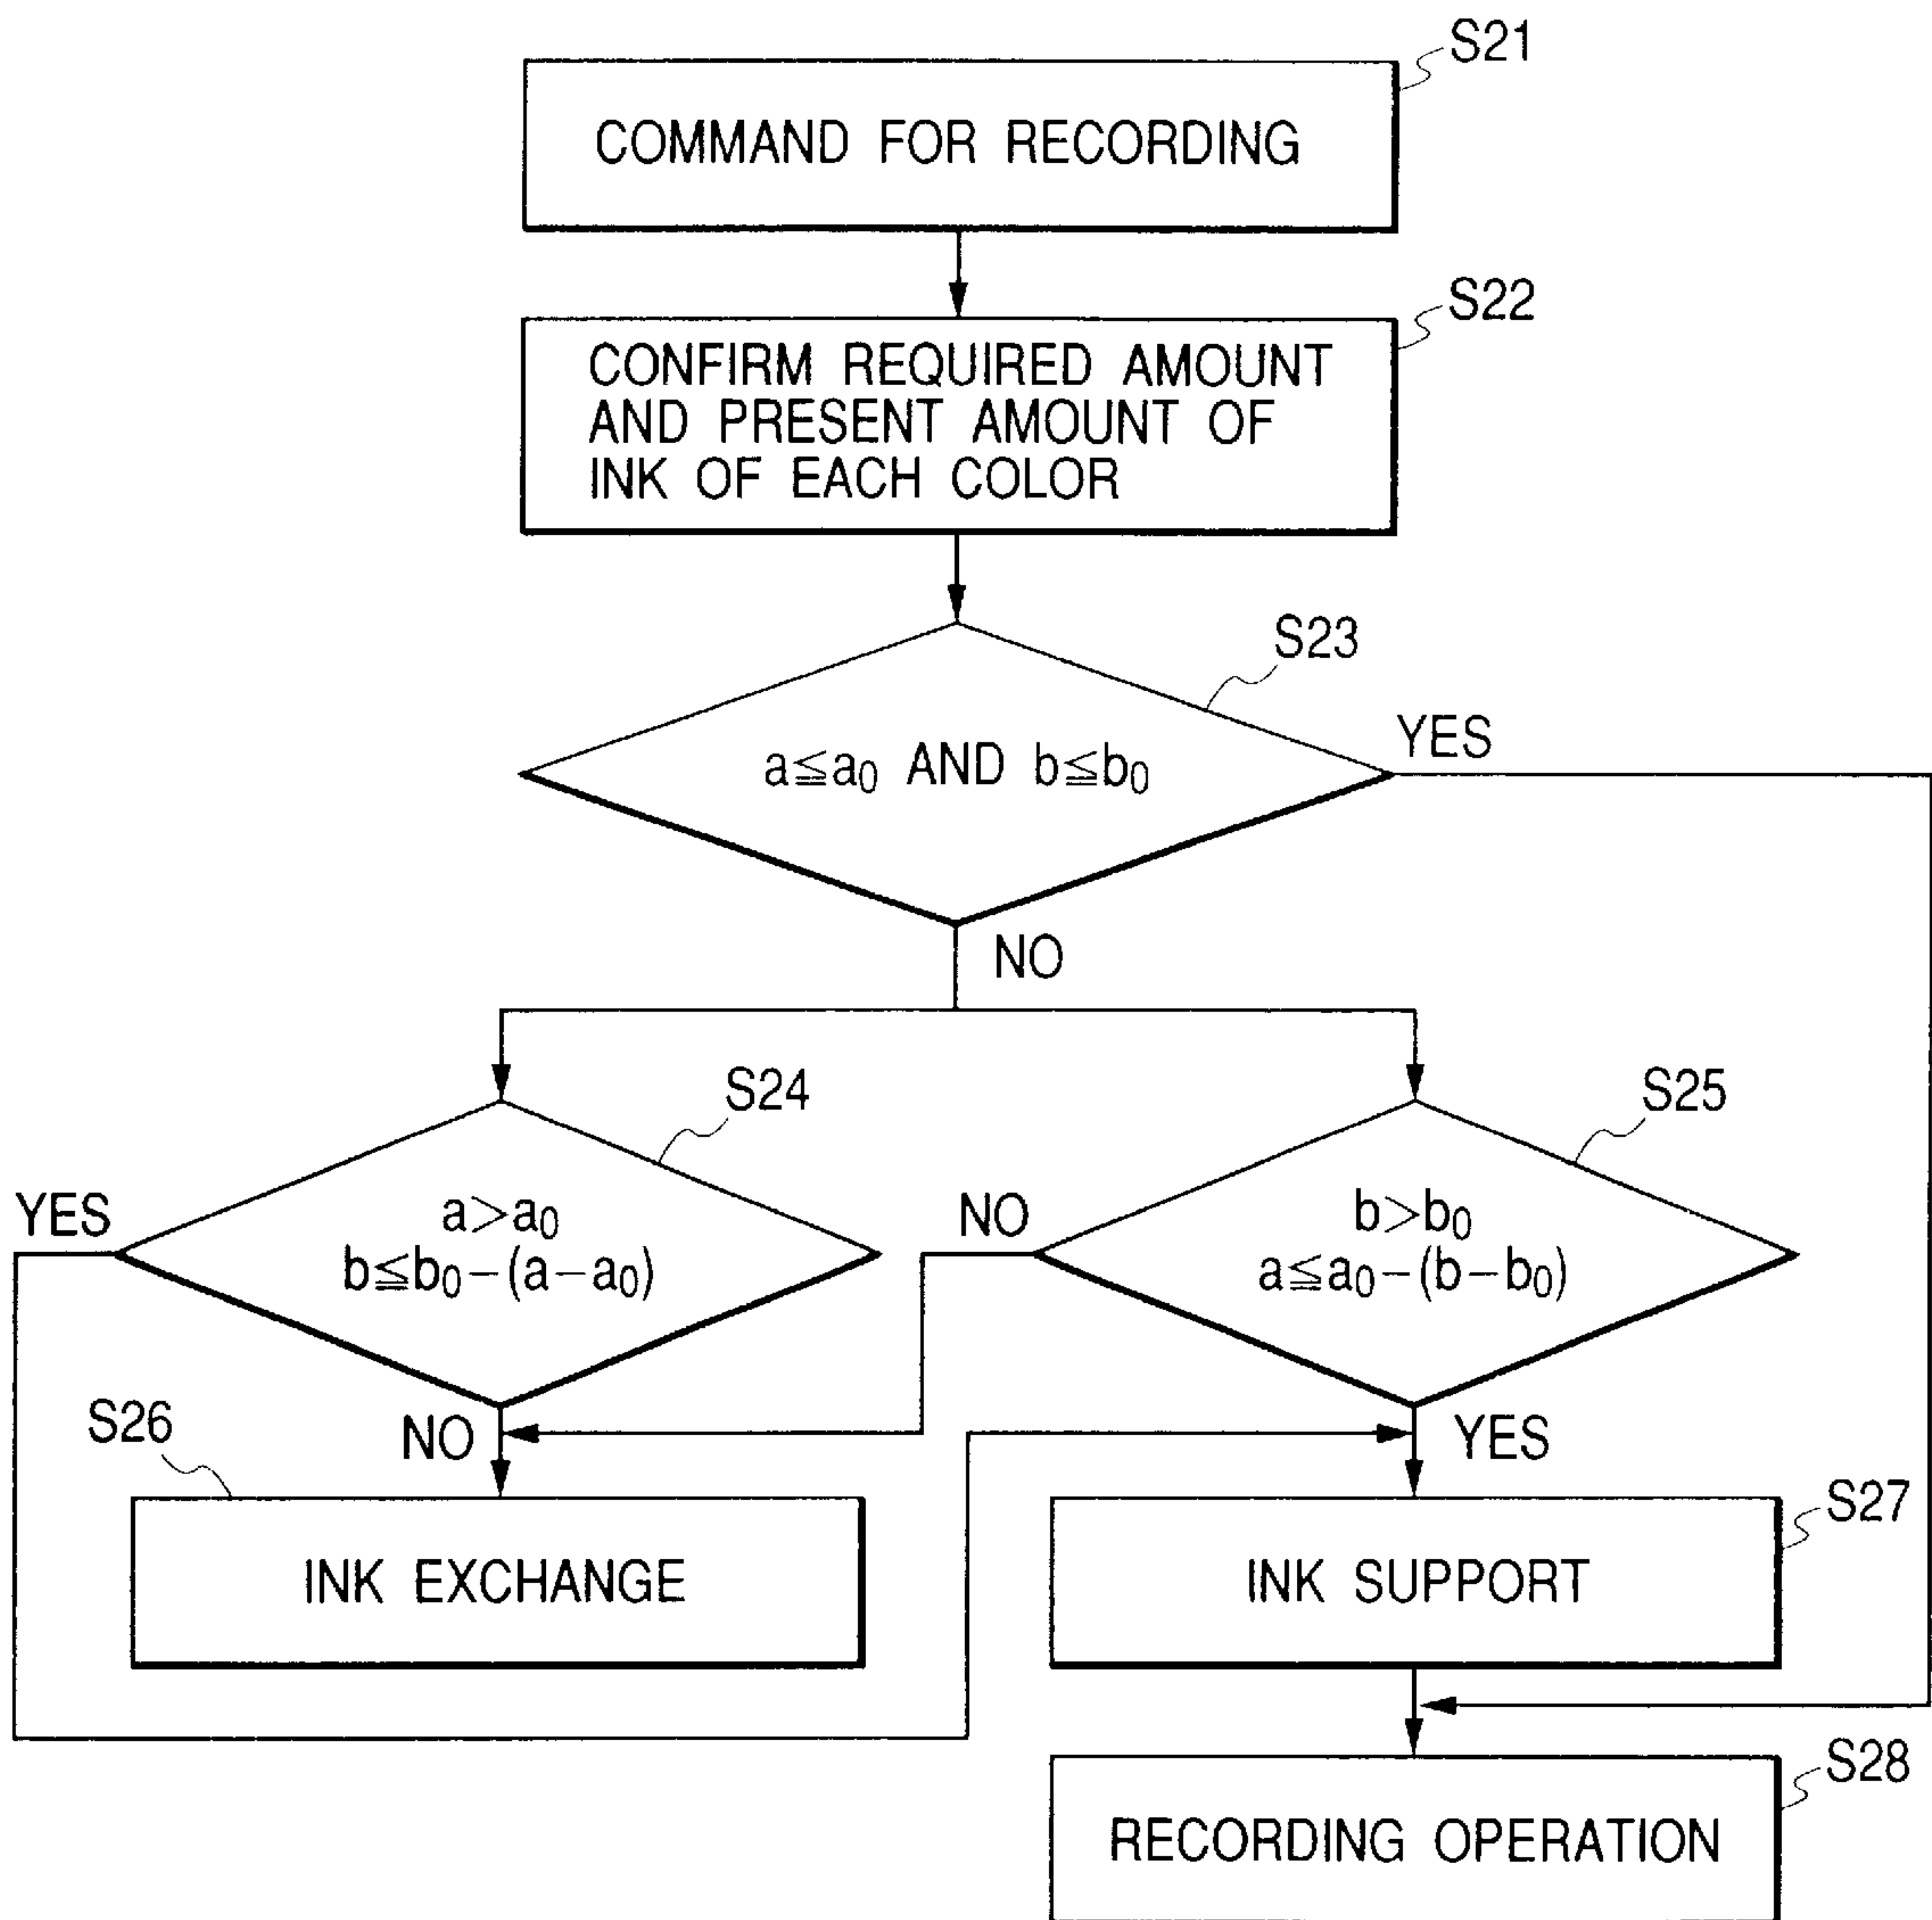 S21
COMMAND FOR RECORDING
S22
CONFIRM REQUIRED AMOUNT
AND PRESENT AMOUNT OF
INK OF EACH COLOR
S23
a≦a₀ AND b≦b₀
YES
NO
S24
S25
YES
a>a₀
b≦b₀−(a−a₀)
NO
b>b₀
a≦a₀−(b−b₀)
S26
NO
YES
S27
INK EXCHANGE
INK SUPPORT
S28
RECORDING OPERATION